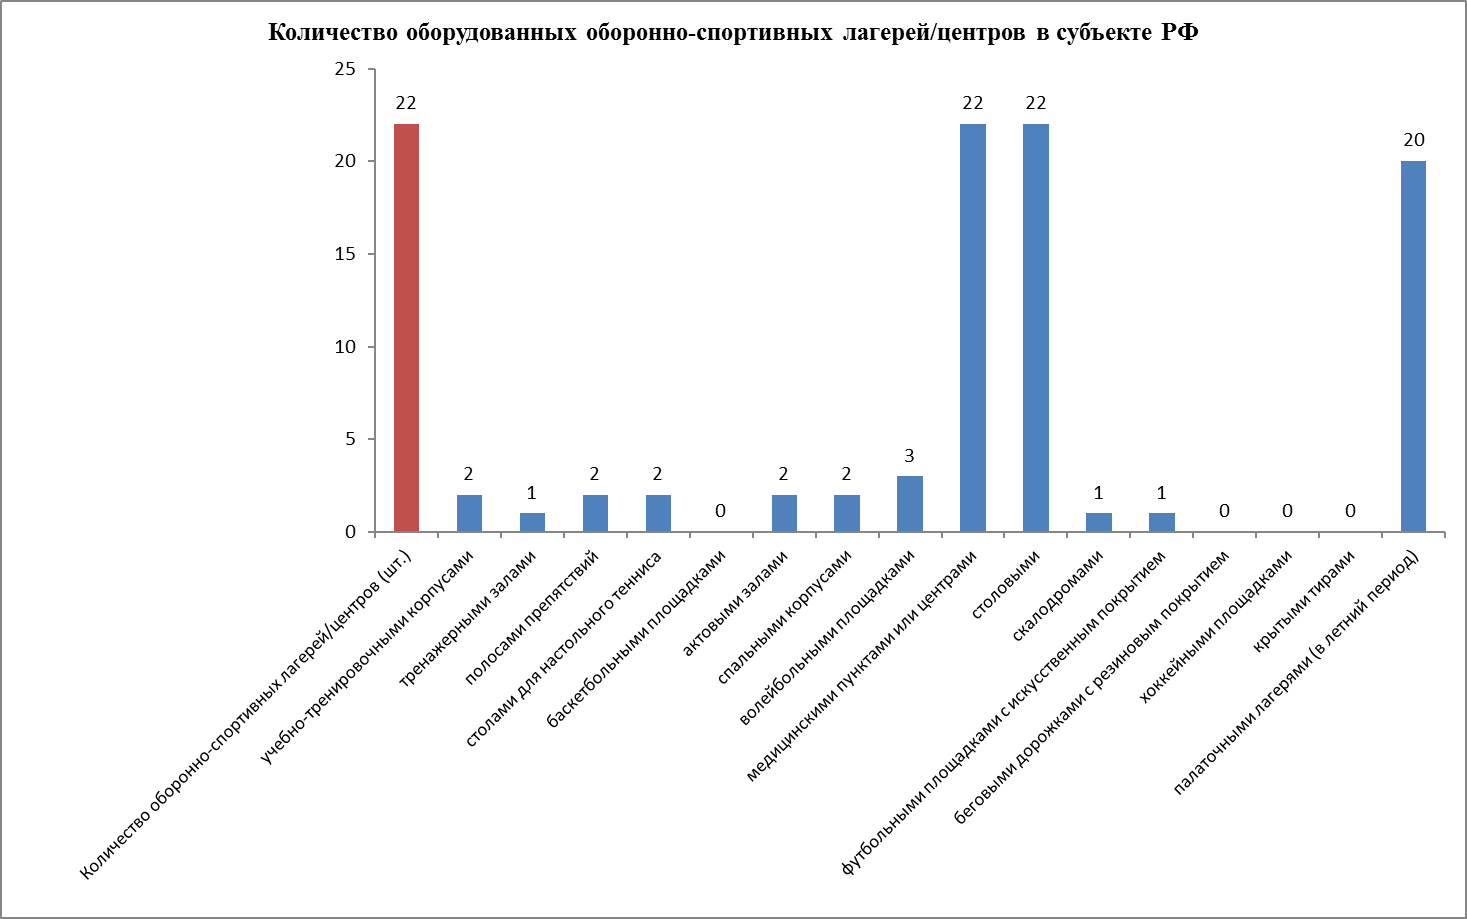 Количество оборудованных оборонно-спортивных лагерей/центров в субъекте РФ
25
20
15
10
5
0
22
2
1
2
2
0
2
2
3
22
22
1
1
0
0
0
20
Количество оборонно-спортивных лагерей/центров (шт.)
учебно-тренировочными корпусами
тренажерными залами
полосами препятствий
столами для настольного тенниса
баскетбольными площадками
актовыми залами
спальными корпусами
волейбольными площадками
медицинскими пунктами или центрами
столовыми
скалодромами
футбольными площадками с искусственным покрытием
беговыми дорожками с резиновым покрытием
хоккейными площадками
крытыми тирами
палаточными лагерями (в летний период)